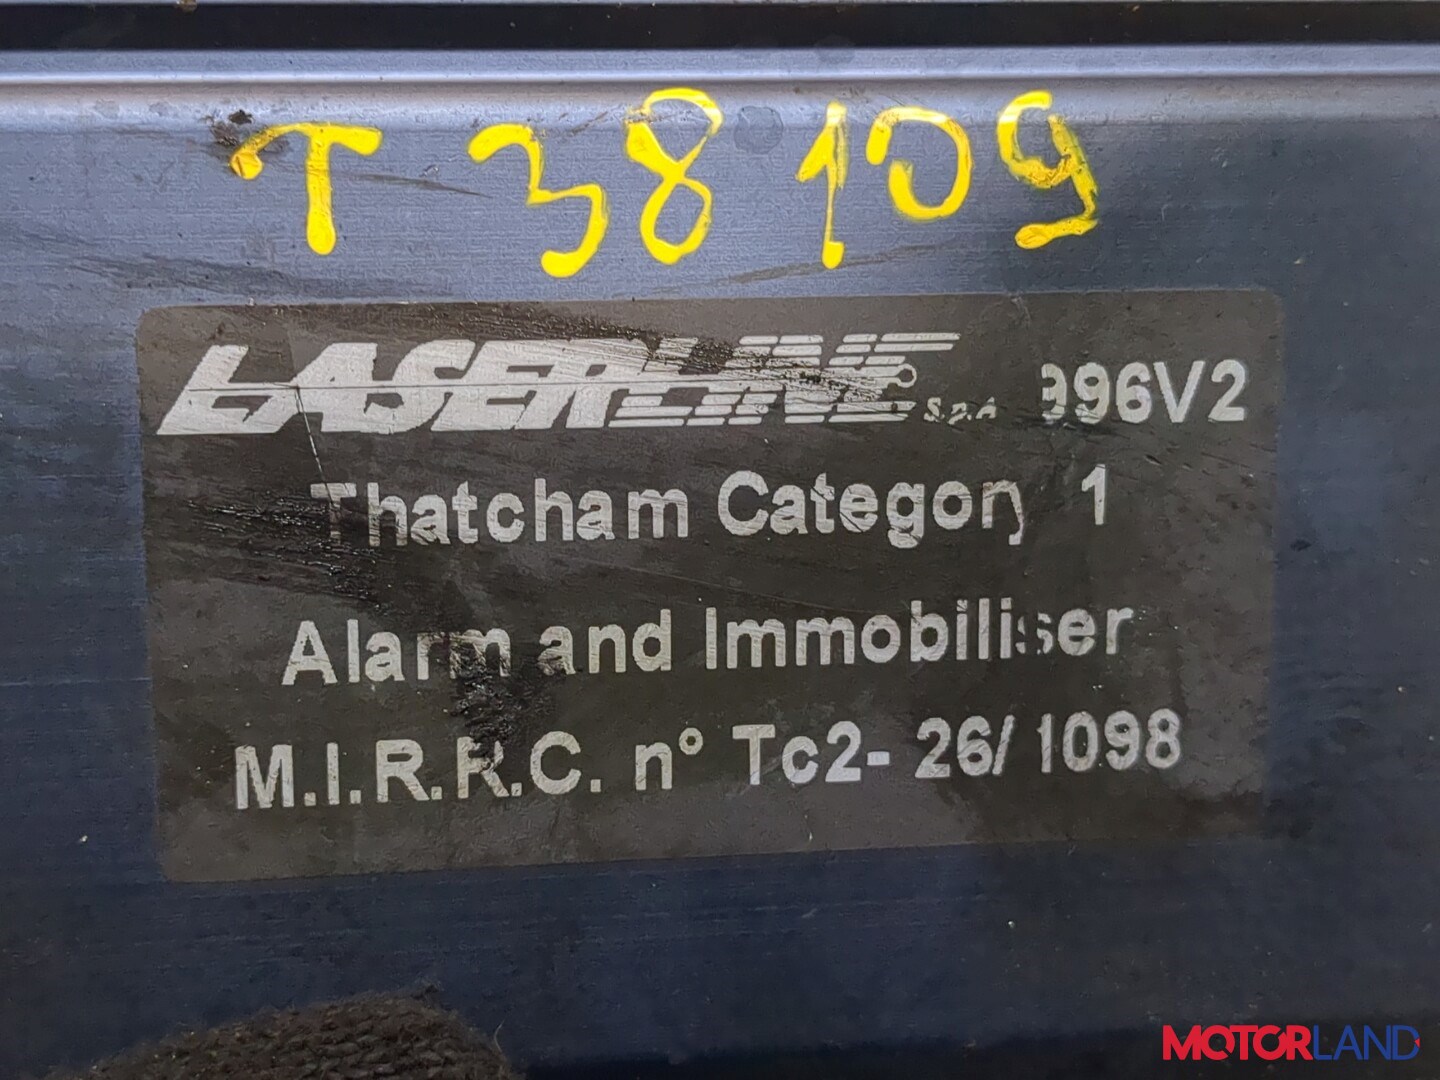 T 38109
LASERLINE S.p.A 996V2
Thatcham Category 1
Alarm and Immobiliser
M.I.R.R.C. n° Tc2- 26/1098
MOTORLAND